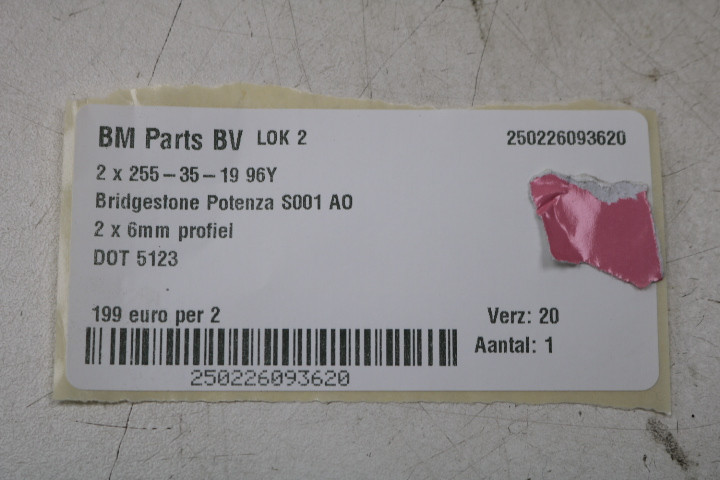 BM Parts BV LOK 2 250226093620
2 x 255-35-19 96Y
Bridgestone Potenza S001 AO
2 x 6mm profiel
DOT 5123
199 euro per 2 Verz: 20
Aantal: 1
250226093620